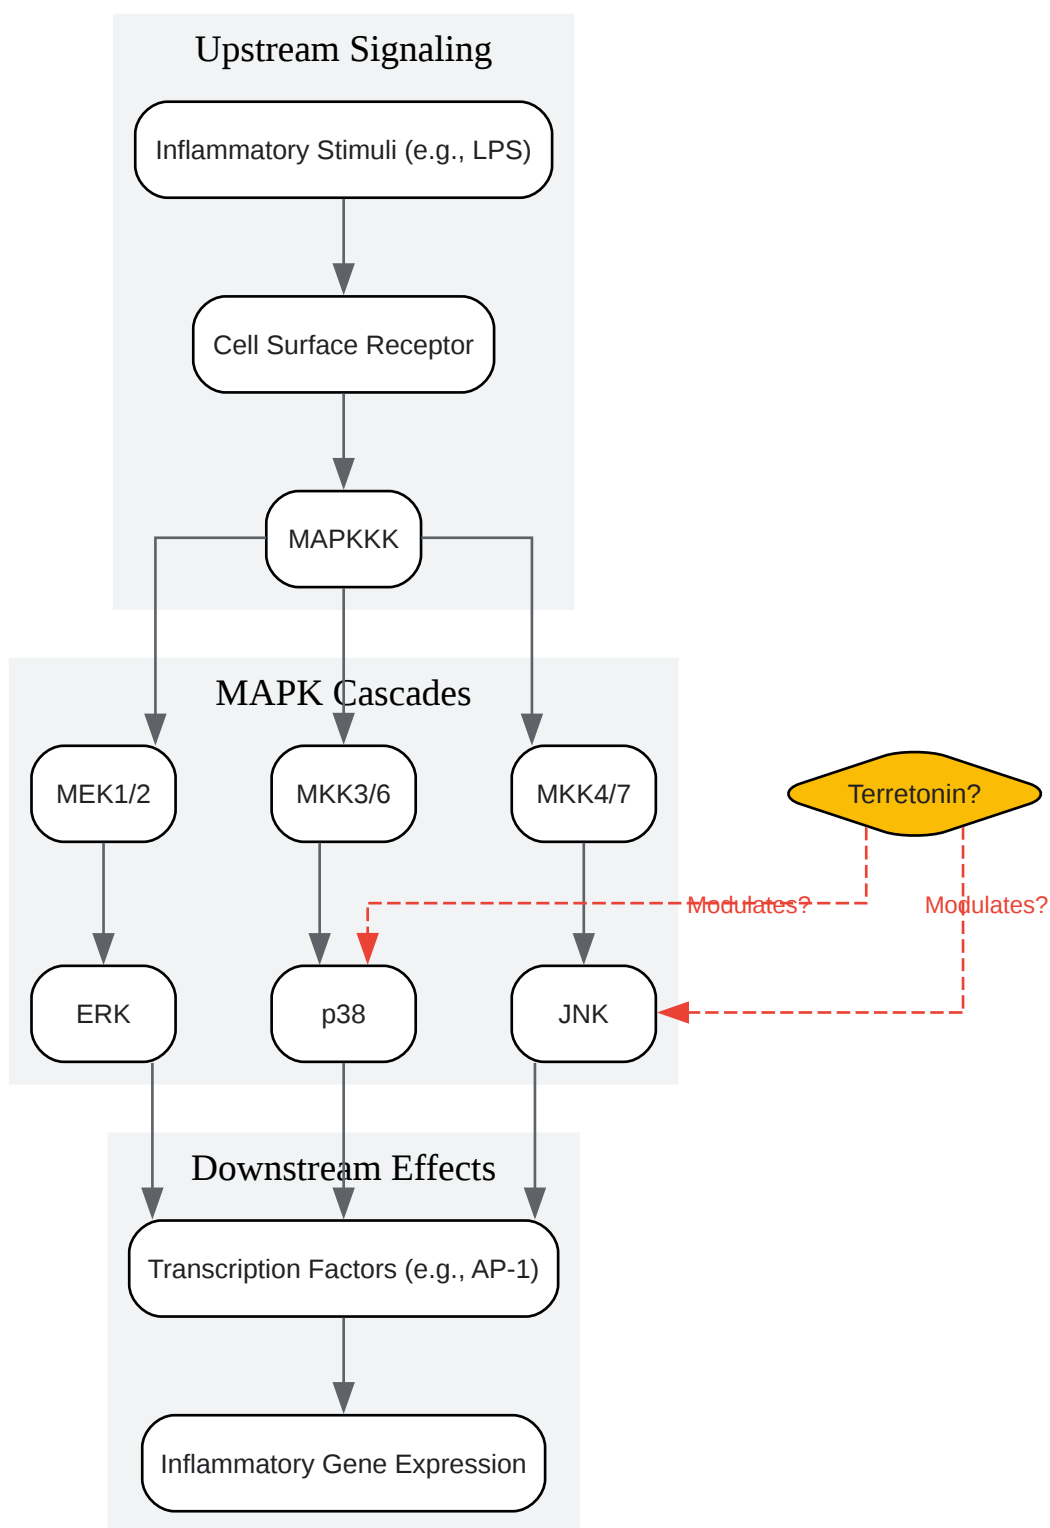 Upstream Signaling
Inflammatory Stimuli (e.g., LPS)
Cell Surface Receptor
MAPKKK
MAPK Cascades
MEK1/2
MKK3/6
MKK4/7
Terretonin?
Modulates?
Modulates?
ERK
p38
JNK
Downstream Effects
Transcription Factors (e.g., AP-1)
Inflammatory Gene Expression